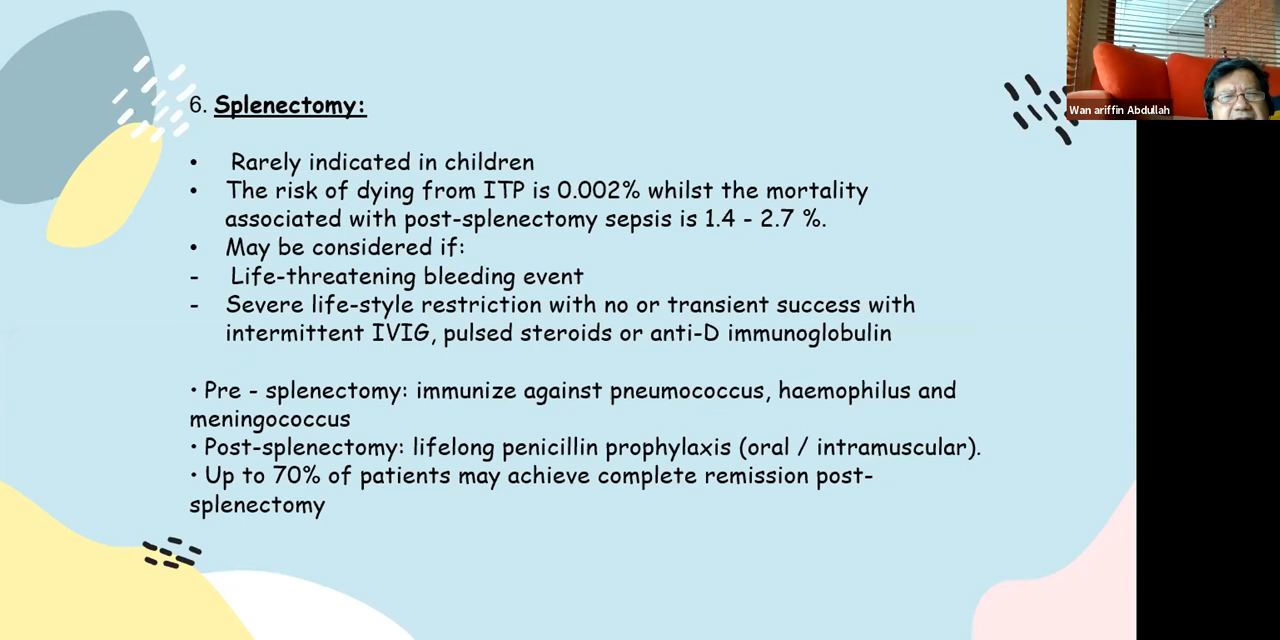 Wan ariffin Abdullah
6. Splenectomy:
• Rarely indicated in children
• The risk of dying from ITP is 0.002% whilst the mortality
associated with post-splenectomy sepsis is 1.4 - 2.7 %.
• May be considered if:
- Life-threatening bleeding event
- Severe life-style restriction with no or transient success with
intermittent IVIG, pulsed steroids or anti-D immunoglobulin
• Pre - splenectomy: immunize against pneumococcus, haemophilus and
meningococcus
• Post-splenectomy: lifelong penicillin prophylaxis (oral / intramuscular).
• Up to 70% of patients may achieve complete remission post-
splenectomy